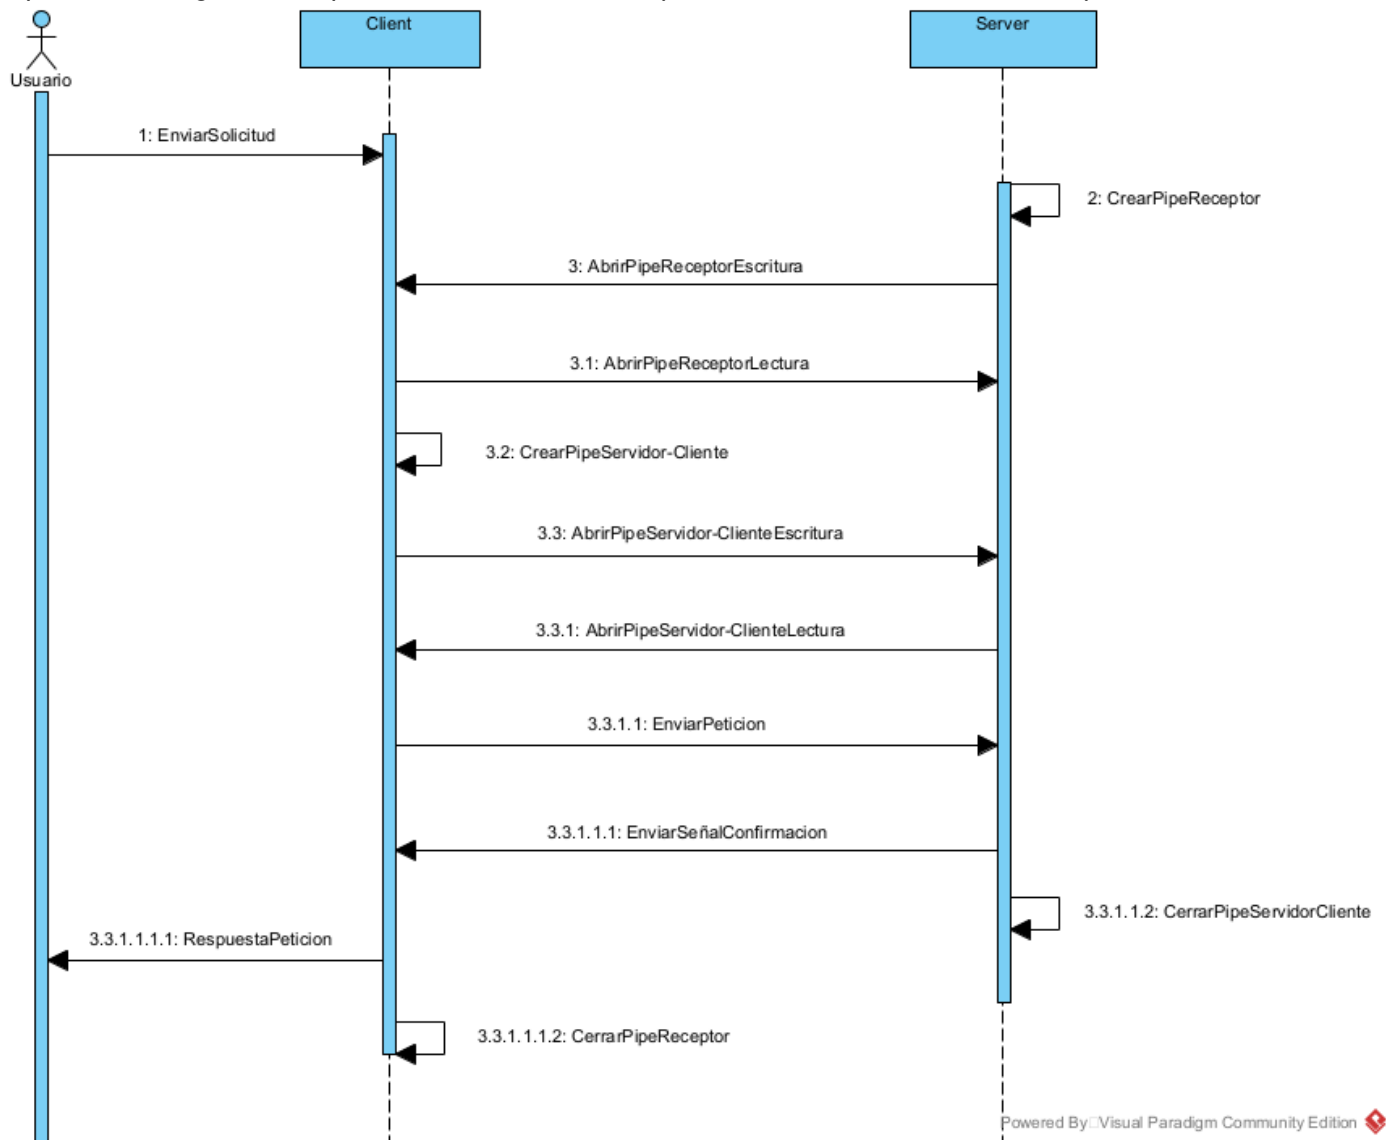 Client
Server
Usuario
1: EnviarSolicitud
2: CrearPipeReceptor
3: AbrirPipeReceptorEscritura
3.1: AbrirPipeReceptorLectura
3.2: CrearPipeServidor-Cliente
3.3: AbrirPipeServidor-ClienteEscritura
3.3.1: AbrirPipeServidor-ClienteLectura
3.3.1.1: EnviarPeticion
3.3.1.1.1: EnviarSeñalConfirmacion
3.3.1.1.2: CerrarPipeServidorCliente
3.3.1.1.1.1: RespuestaPeticion
3.3.1.1.1.2: CerrarPipeReceptor
Powered By Visual Paradigm Community Edition